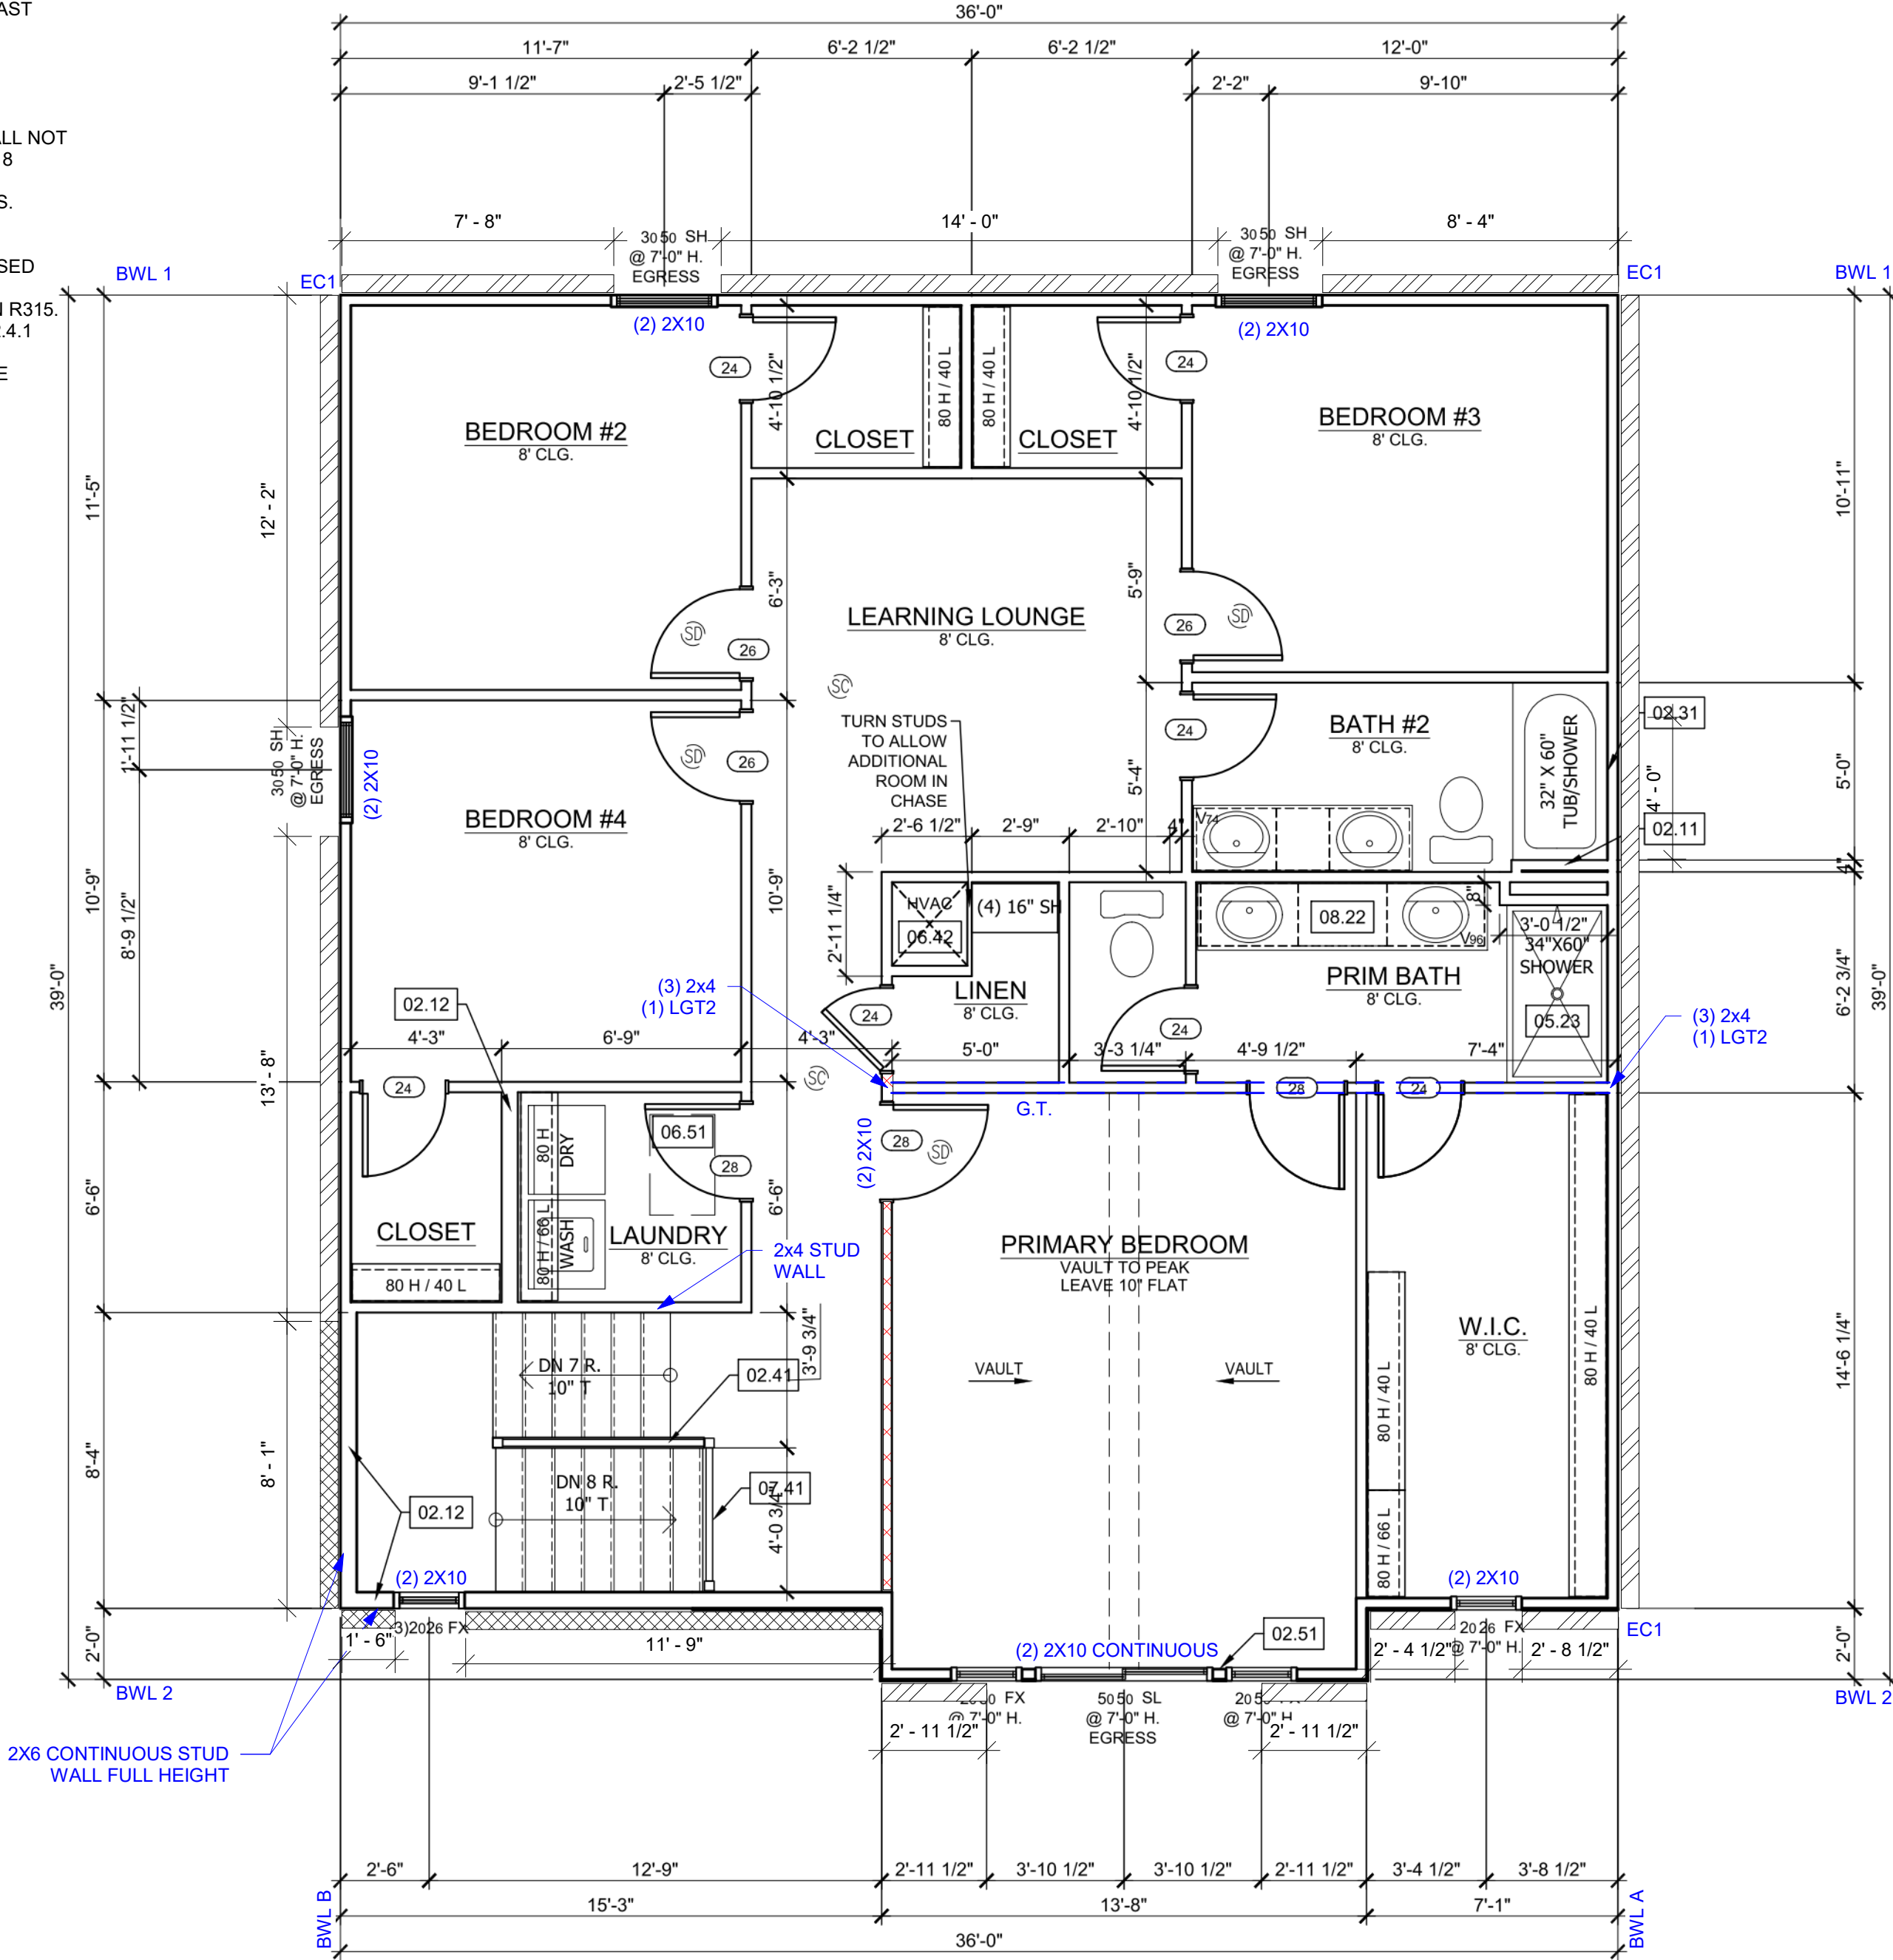 AST
ALL NOT
18
S.
SED
N R315.
2.4.1
E
36'-0"
11'-7"
6'-2 1/2"
6'-2 1/2"
12'-0"
9'-1 1/2"
2'-5 1/2"
2'-2"
9'-10"
7' - 8"
14' - 0"
8' - 4"
3050 SH
@ 7'-0" H.
EGRESS
3050 SH
@ 7'-0" H.
EGRESS
BWL 1
EC1
EC1
BWL 1
(2) 2X10
(2) 2X10
24
24
4'-10 1/2"
4'-10 1/2"
80 H / 40 L
80 H / 40 L
BEDROOM #2
8' CLG.
CLOSET
CLOSET
BEDROOM #3
8' CLG.
11'-5"
12' - 2"
10'-11"
6'-3"
5'-9"
LEARNING LOUNGE
8' CLG.
SD
26
26
SD
SC
TURN STUDS
TO ALLOW
ADDITIONAL
ROOM IN
CHASE
24
BATH #2
8' CLG.
32" X 60"
TUB/SHOWER
02.31
4' - 0"
02.11
5'-0"
4"
1'-11 1/2"
3050 SH
@ 7'-0" H.
EGRESS
(2) 2X10
SD
26
5'-4"
BEDROOM #4
8' CLG.
2'-6 1/2"
2'-9"
2'-10"
4"
V74
10'-9"
8'-9 1/2"
10'-9"
2'-11 1/4"
HVAC
06.42
(4) 16" SH
08.22
V96
8"
3'-0 1/2"
34"X60"
SHOWER
05.23
39'-0"
39'-0"
6'-2 3/4"
(3) 2x4
(1) LGT2
LINEN
8' CLG.
PRIM BATH
8' CLG.
02.12
24
24
(3) 2x4
(1) LGT2
4'-3"
6'-9"
4'-3"
5'-0"
3'-3 1/4"
4'-9 1/2"
7'-4"
13' - 8"
24
SC
28
24
G.T.
80 H
DRY
06.51
28
(2) 2X10
28
SD
6'-6"
6'-6"
CLOSET
80 H / 66 L
WASH
LAUNDRY
8' CLG.
2x4 STUD
WALL
PRIMARY BEDROOM
VAULT TO PEAK
LEAVE 10" FLAT
80 H / 40 L
W.I.C.
8' CLG.
80 H / 40 L
14'-6 1/4"
3'-9 3/4"
DN 7 R.
10" T
02.41
VAULT
VAULT
80 H / 40 L
8'-4"
8' - 1"
DN 8 R.
10" T
07.41
4'-0 3/4"
02.12
80 H / 66 L
(2) 2X10
(2) 2X10
3)2026 FX
1' - 6"
11' - 9"
(2) 2X10 CONTINUOUS
02.51
2' - 4 1/2"
2026 FX
@ 7'-0" H.
2' - 8 1/2"
EC1
2'-0"
2'-0"
BWL 2
BWL 2
FX
@ 7'-0" H.
2' - 11 1/2"
5050 SL
@ 7'-0" H.
EGRESS
@ 7'-0" H
2' - 11 1/2"
2X6 CONTINUOUS STUD
WALL FULL HEIGHT
2'-6"
12'-9"
2'-11 1/2"
3'-10 1/2"
3'-10 1/2"
2'-11 1/2"
3'-4 1/2"
3'-8 1/2"
BWL B
15'-3"
13'-8"
7'-1"
BWL A
36'-0"